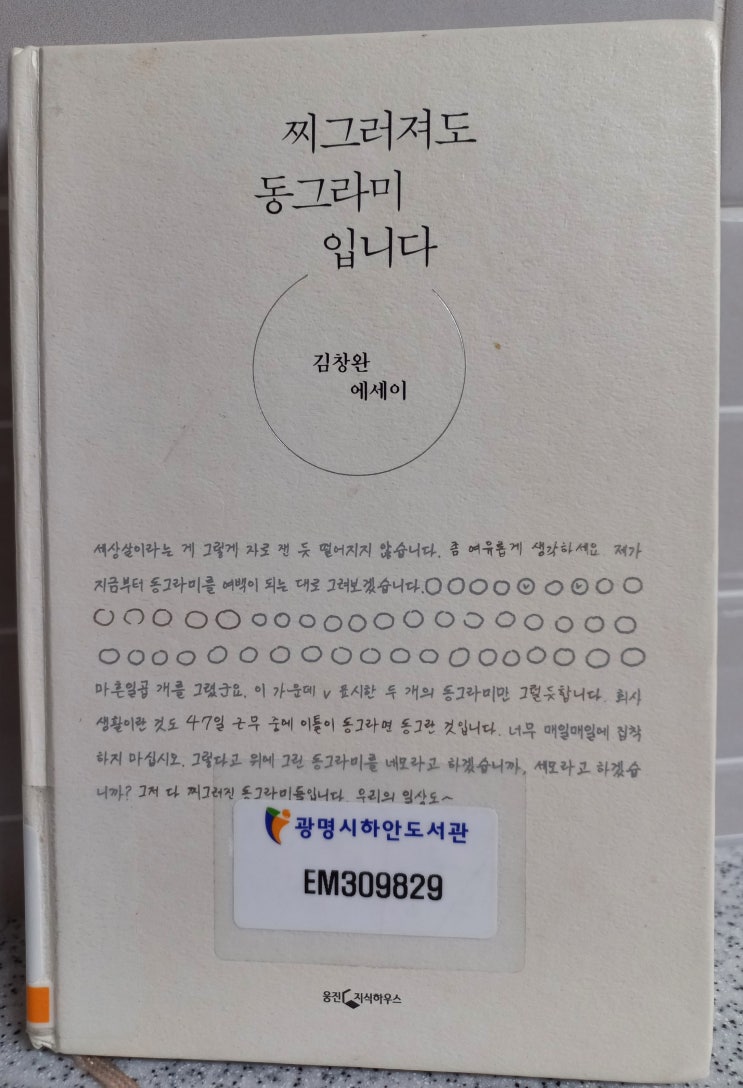 찌그러져도
동그라미
입니다
김창완
에세이
세상살이라는 게 그렇게 자로 잰 듯 떨어지지 않습니다. 좀 여유롭게 생각하세요. 제가
지금부터 동그라미를 여백이 되는 대로 그려보겠습니다.
마흔일곱 개를 그렸군요. 이 가운데 v 표시한 두 개의 동그라미만 그럴듯합니다. 회사
생활이란 것도 47일 근무 중에 이틀이 동그라면 동그란 것입니다. 너무 매일매일에 집착
하지 마십시오. 그렇다고 위에 그린 동그라미를 네모라고 하겠습니까, 세모라고 하겠습
니까? 그저 다 찌그러진 동그라미들입니다. 우리의 일상도~
광명시하안도서관
EM309829
웅진지식하우스